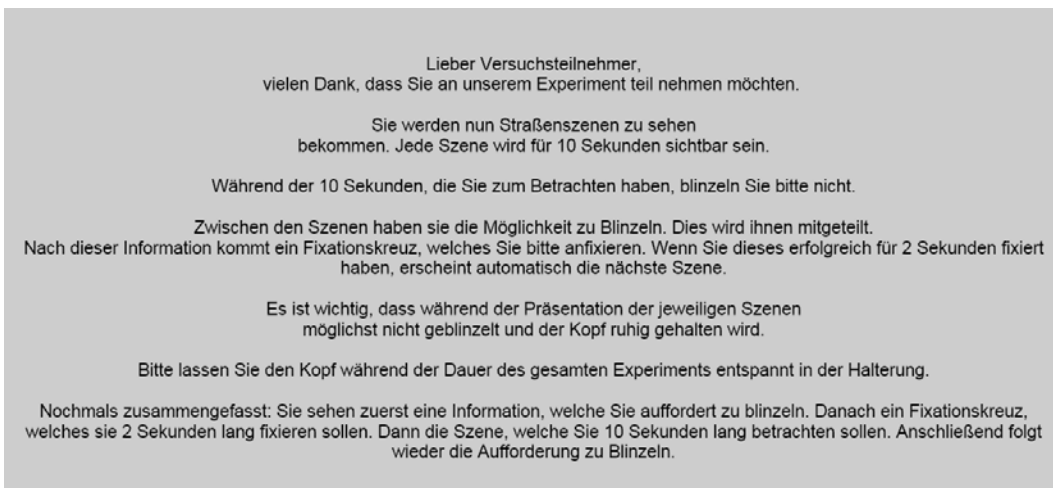 Lieber Versuchsteilnehmer,
vielen Dank, dass Sie an unserem Experiment teil nehmen möchten.
Sie werden nun Straßenszenen zu sehen
bekommen. Jede Szene wird für 10 Sekunden sichtbar sein.
Während der 10 Sekunden, die Sie zum Betrachten haben, blinzeln Sie bitte nicht.
Zwischen den Szenen haben sie die Möglichkeit zu Blinzeln. Dies wird ihnen mitgeteilt.
Nach dieser Information kommt ein Fixationskreuz, welches Sie bitte anfixieren. Wenn Sie dieses erfolgreich für 2 Sekunden fixiert
haben, erscheint automatisch die nächste Szene.
Es ist wichtig, dass während der Präsentation der jeweiligen Szenen
möglichst nicht geblinzelt und der Kopf ruhig gehalten wird.
Bitte lassen Sie den Kopf während der Dauer des gesamten Experiments entspannt in der Halterung.
Nochmals zusammengefasst: Sie sehen zuerst eine Information, welche Sie auffordert zu blinzeln. Danach ein Fixationskreuz,
welches sie 2 Sekunden lang fixieren sollen. Dann die Szene, welche Sie 10 Sekunden lang betrachten sollen. Anschließend folgt
wieder die Aufforderung zu Blinzeln.